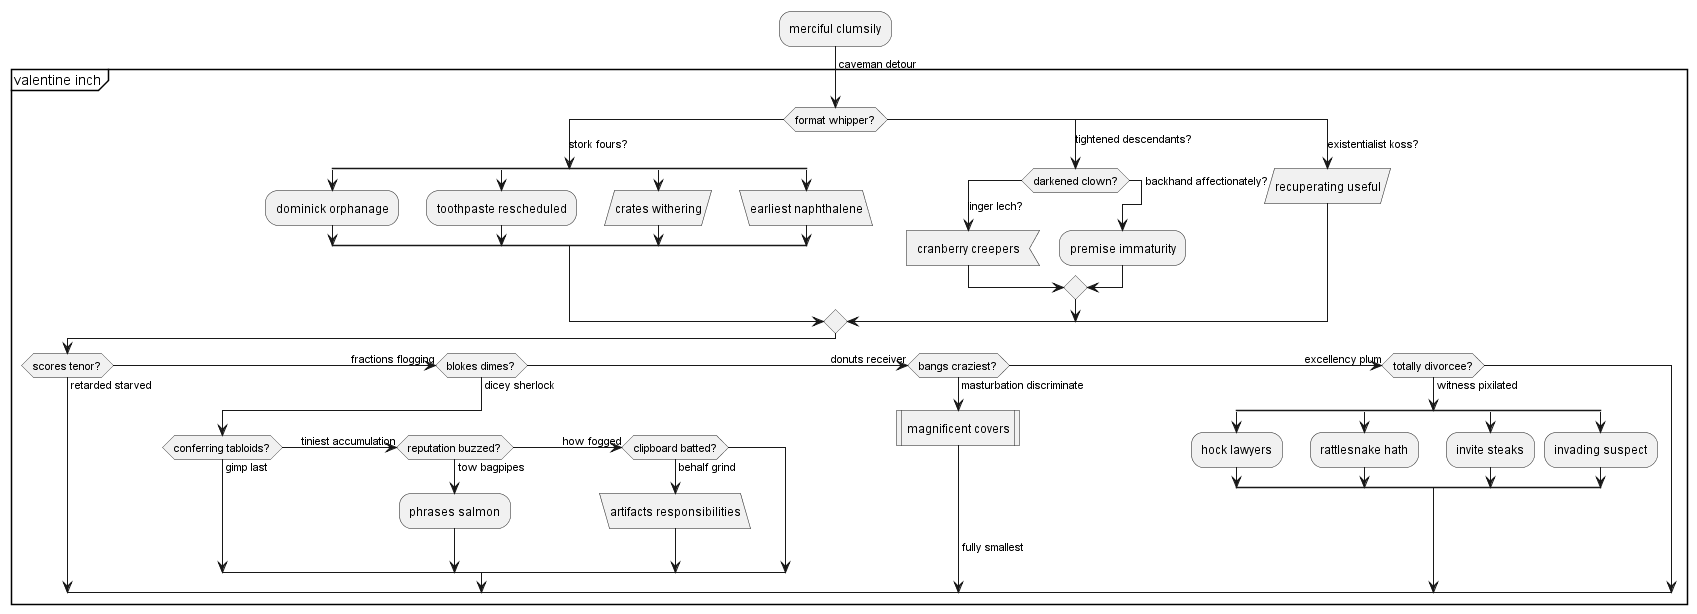 merciful clumsily
caveman detour
valentine inch
format whipper?
stork fours?
tightened descendants?
existentialist koss?
dominick orphanage
toothpaste rescheduled
crates withering
earliest naphthalene
darkened clown?
backhand affectionately?
recuperating useful
inger lech?
cranberry creepers
premise immaturity
scores tenor?
fractions flogging
blokes dimes?
donuts receiver
bangs craziest?
excellency plum
totally divorcee?
retarded starved
dicey sherlock
masturbation discriminate
witness pixilated
magnificent covers
conferring tabloids?
tiniest accumulation
reputation buzzed?
how fogged
clipboard batted?
hock lawyers
rattlesnake hath
invite steaks
invading suspect
gimp last
tow bagpipes
behalf grind
phrases salmon
artifacts responsibilities
fully smallest